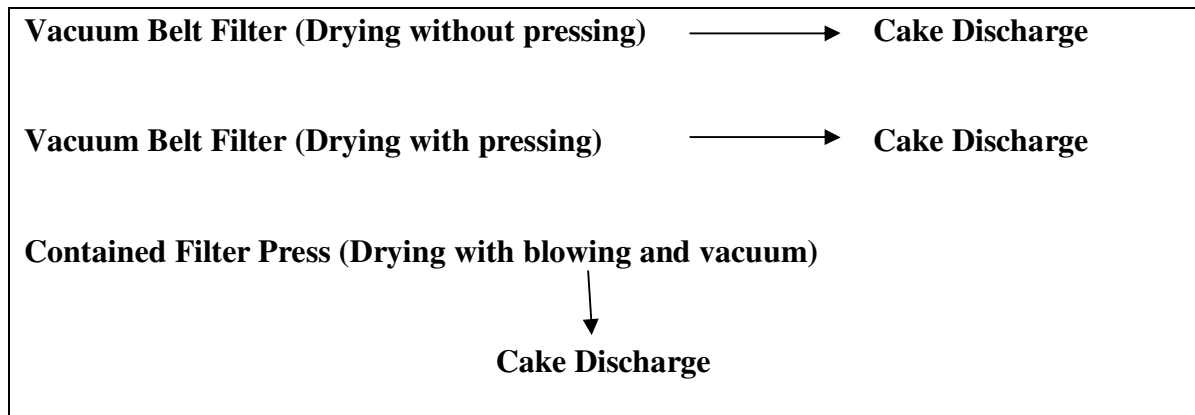 Vacuum Belt Filter (Drying without pressing) Cake Discharge
Vacuum Belt Filter (Drying with pressing) Cake Discharge
Contained Filter Press (Drying with blowing and vacuum)
Cake Discharge